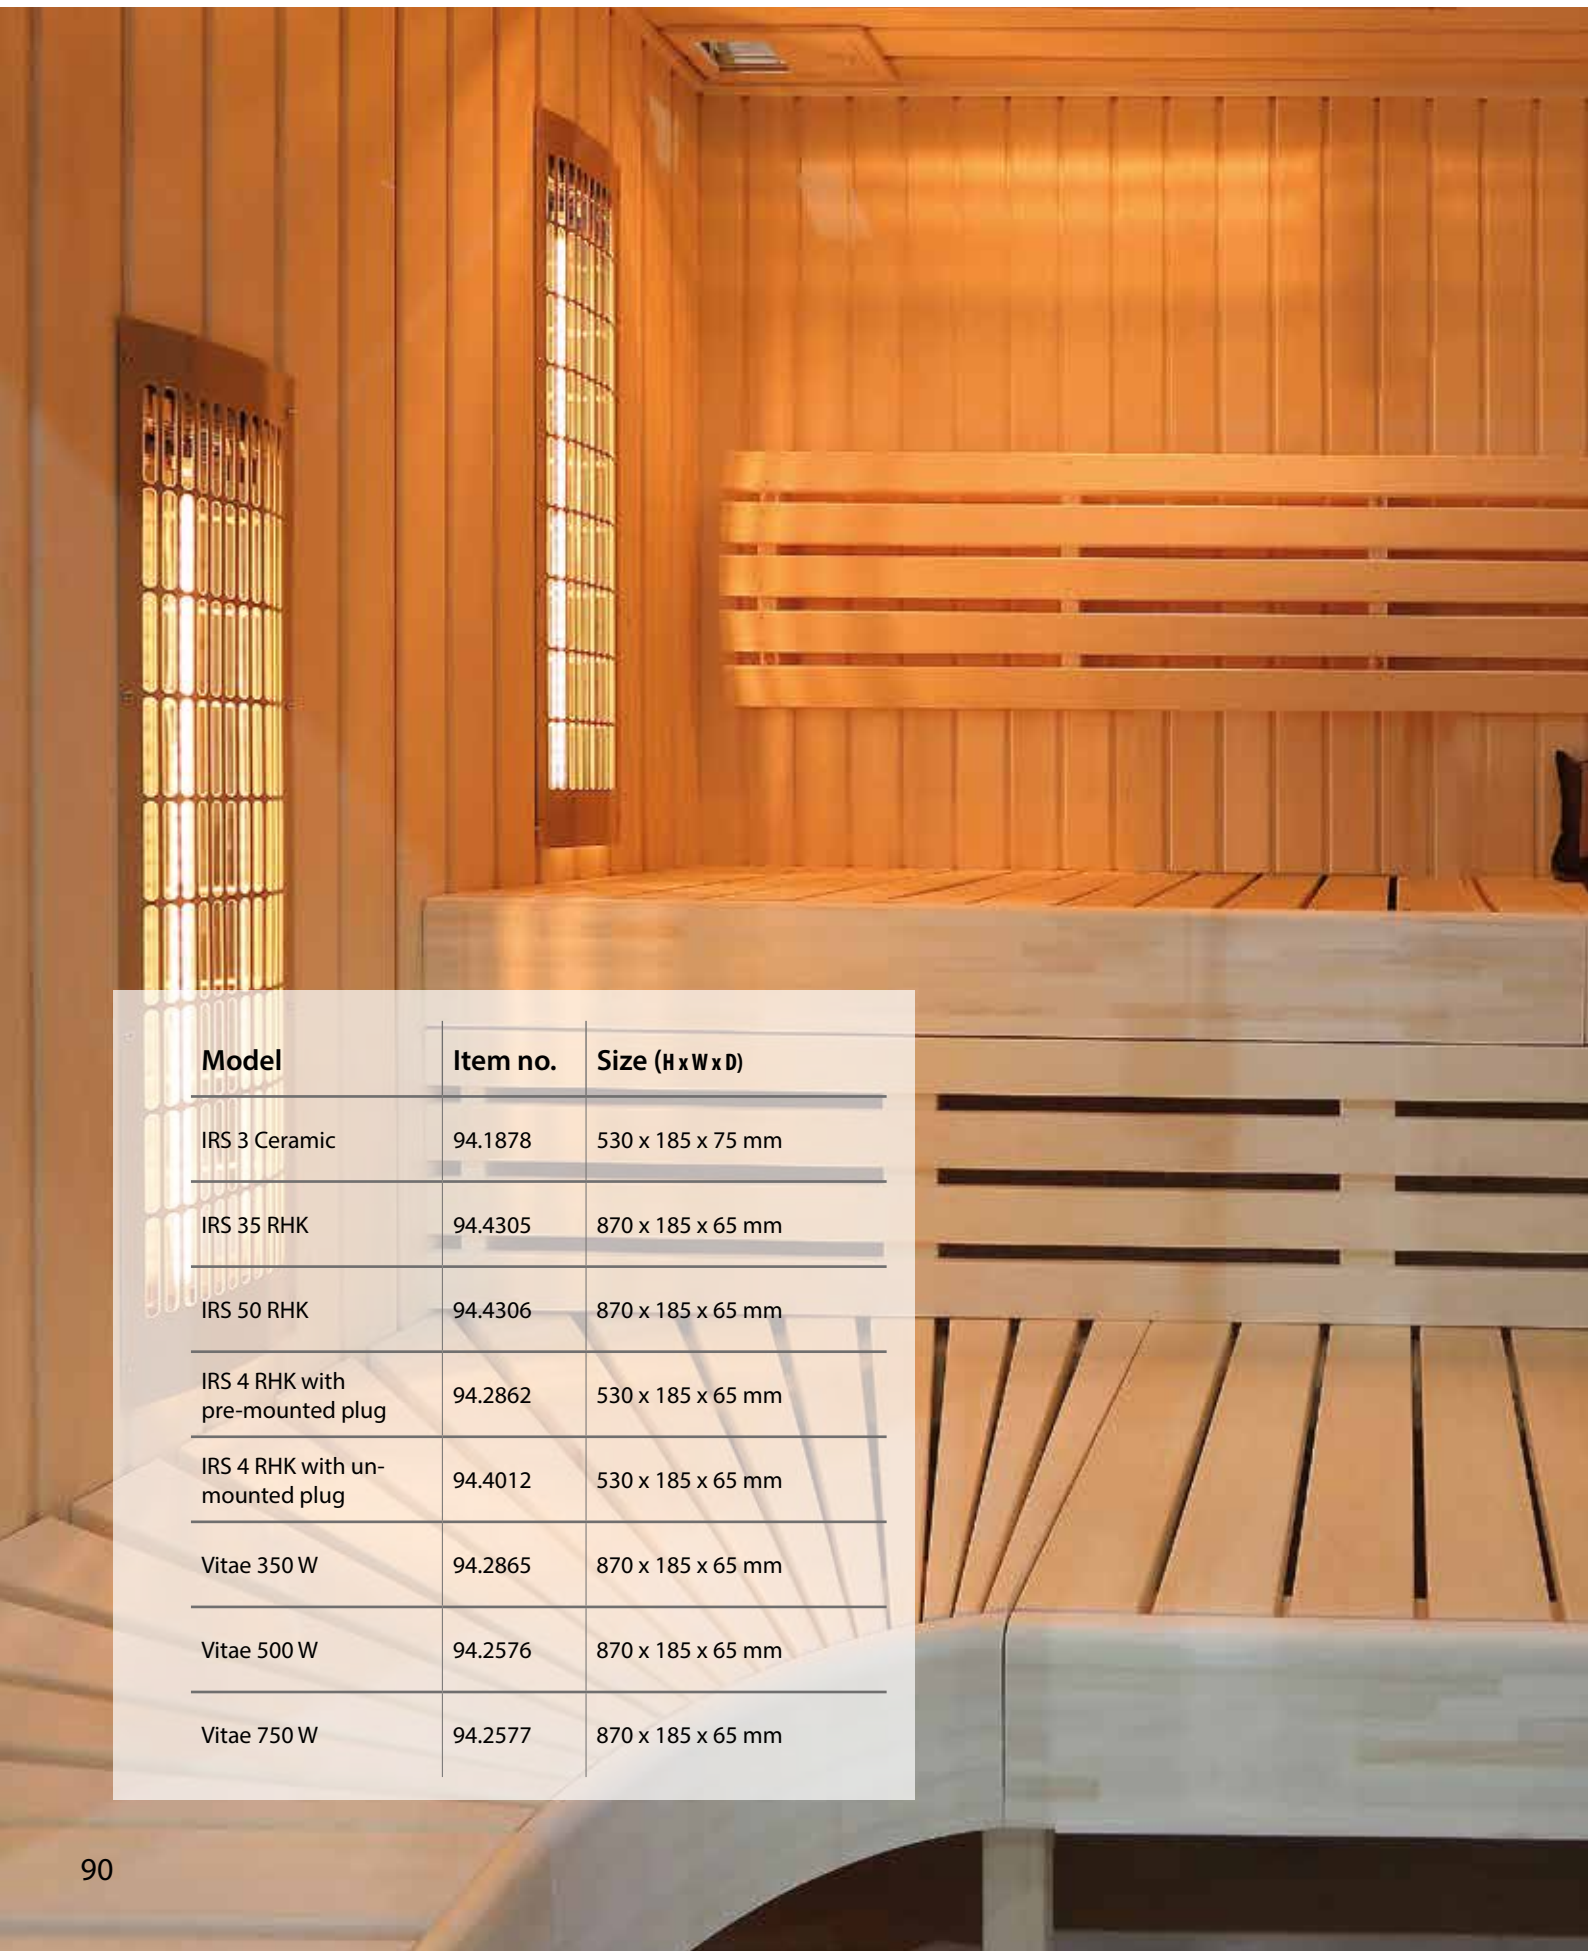 Model Item no. Size (H x W x D)
IRS 3 Ceramic 94.1878 530 x 185 x 75 mm
IRS 35 RHK 94.4305 870 x 185 x 65 mm
IRS 50 RHK 94.4306 870 x 185 x 65 mm
IRS 4 RHK with
pre-mounted plug 94.2862 530 x 185 x 65 mm
IRS 4 RHK with un-
mounted plug 94.4012 530 x 185 x 65 mm
Vitae 350 W 94.2865 870 x 185 x 65 mm
Vitae 500 W 94.2576 870 x 185 x 65 mm
Vitae 750 W 94.2577 870 x 185 x 65 mm
90